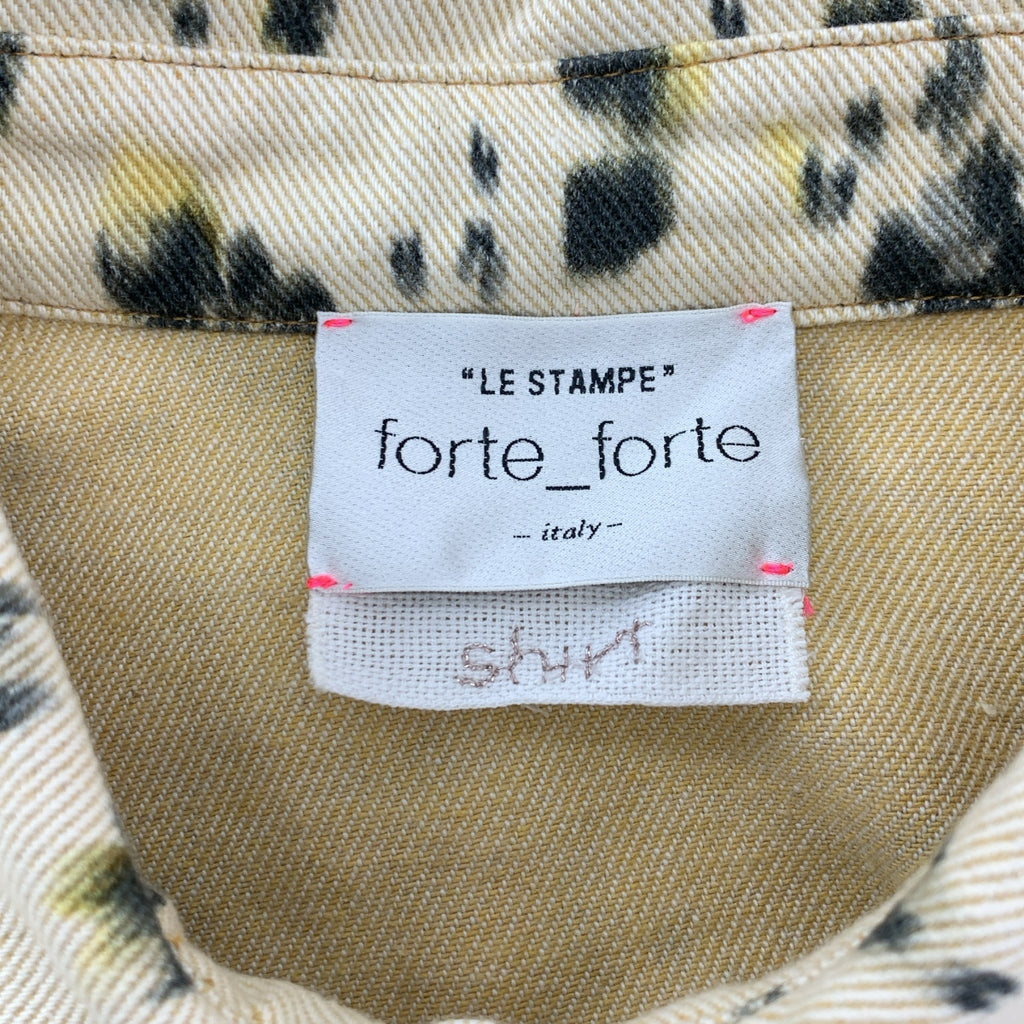 “LE STAMPE”
forte_forte
– italy –
shirt